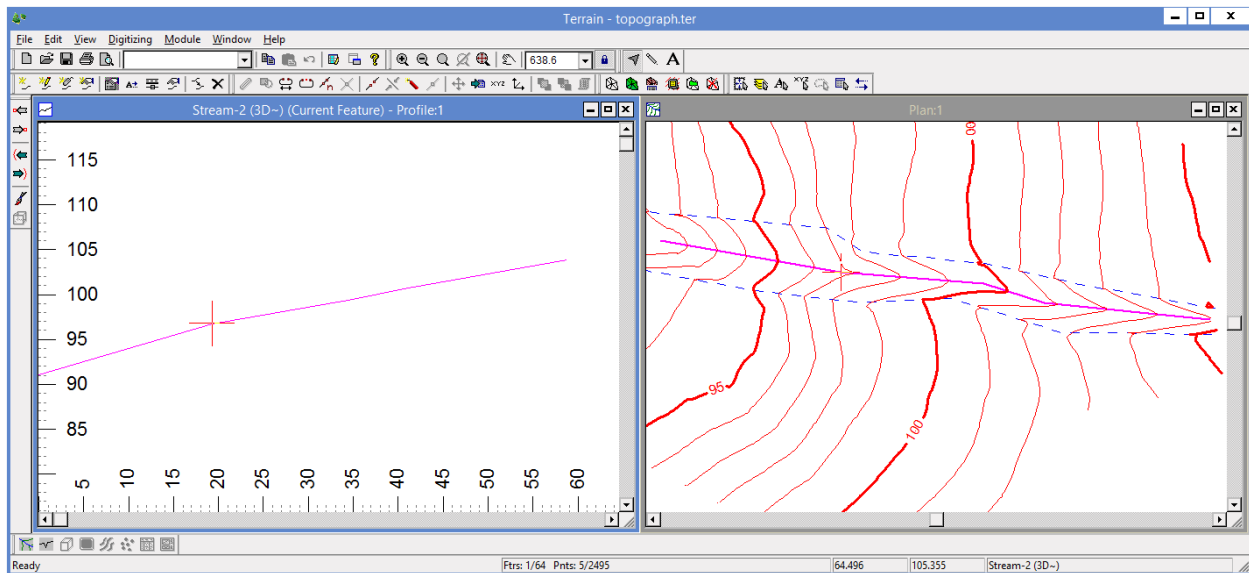 Terrain - topograph.ter
File Edit View Digitizing Module Window Help
638.6
A
XYZ
Stream-2 (3D~) (Current Feature) - Profile:1
115
110
105
100
95
90
85
5 10 15 20 25 30 35 40 45 50 55 60
Plan:1
00
95
100
Ready
Ftrs: 1/64 Pnts: 5/2495
64.496
105.355
Stream-2 (3D~)